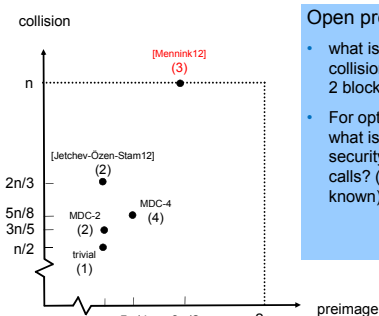 collision
[Mennink12]
(3)
n
[Jetchev-Özen-Stam12]
(2)
2n/3
MDC-4
(4)
5n/8
MDC-2
(2)
3n/5
n/2
trivial
(1)
preimage
Open pro
what is
collision
2 block
For opt
what is
security
calls? (
known)